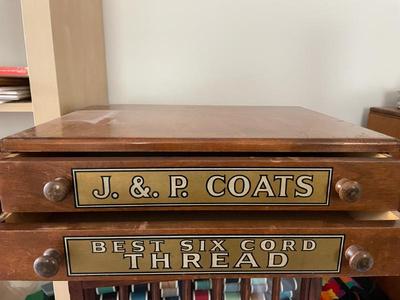 J. & P. COATS
BEST SIX CORD
THREAD